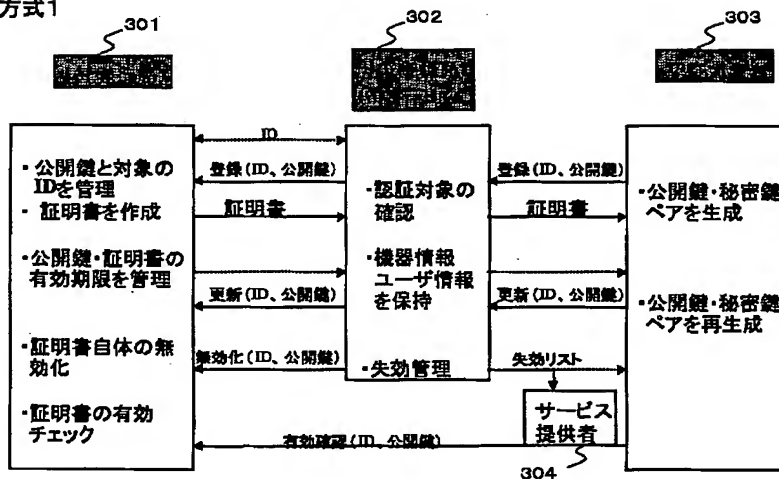 方式1
301
302
303
ID
・公開鍵と対象の
IDを管理
・証明書を作成
・公開鍵・証明書の
有効期限を管理
・証明書自体の無
効化
・証明書の有効
チェック
登録(ID、公開鍵)
証明書
更新(ID、公開鍵)
無効化(ID、公開鍵)
・認証対象の
確認
・機器情報
ユーザ情報
を保持
・失効管理
登録(ID、公開鍵)
証明書
更新(ID、公開鍵)
失効リスト
・公開鍵・秘密鍵
ペアを生成
・公開鍵・秘密鍵
ペアを再生成
サービス
提供者
有効確認(ID、公開鍵)
304